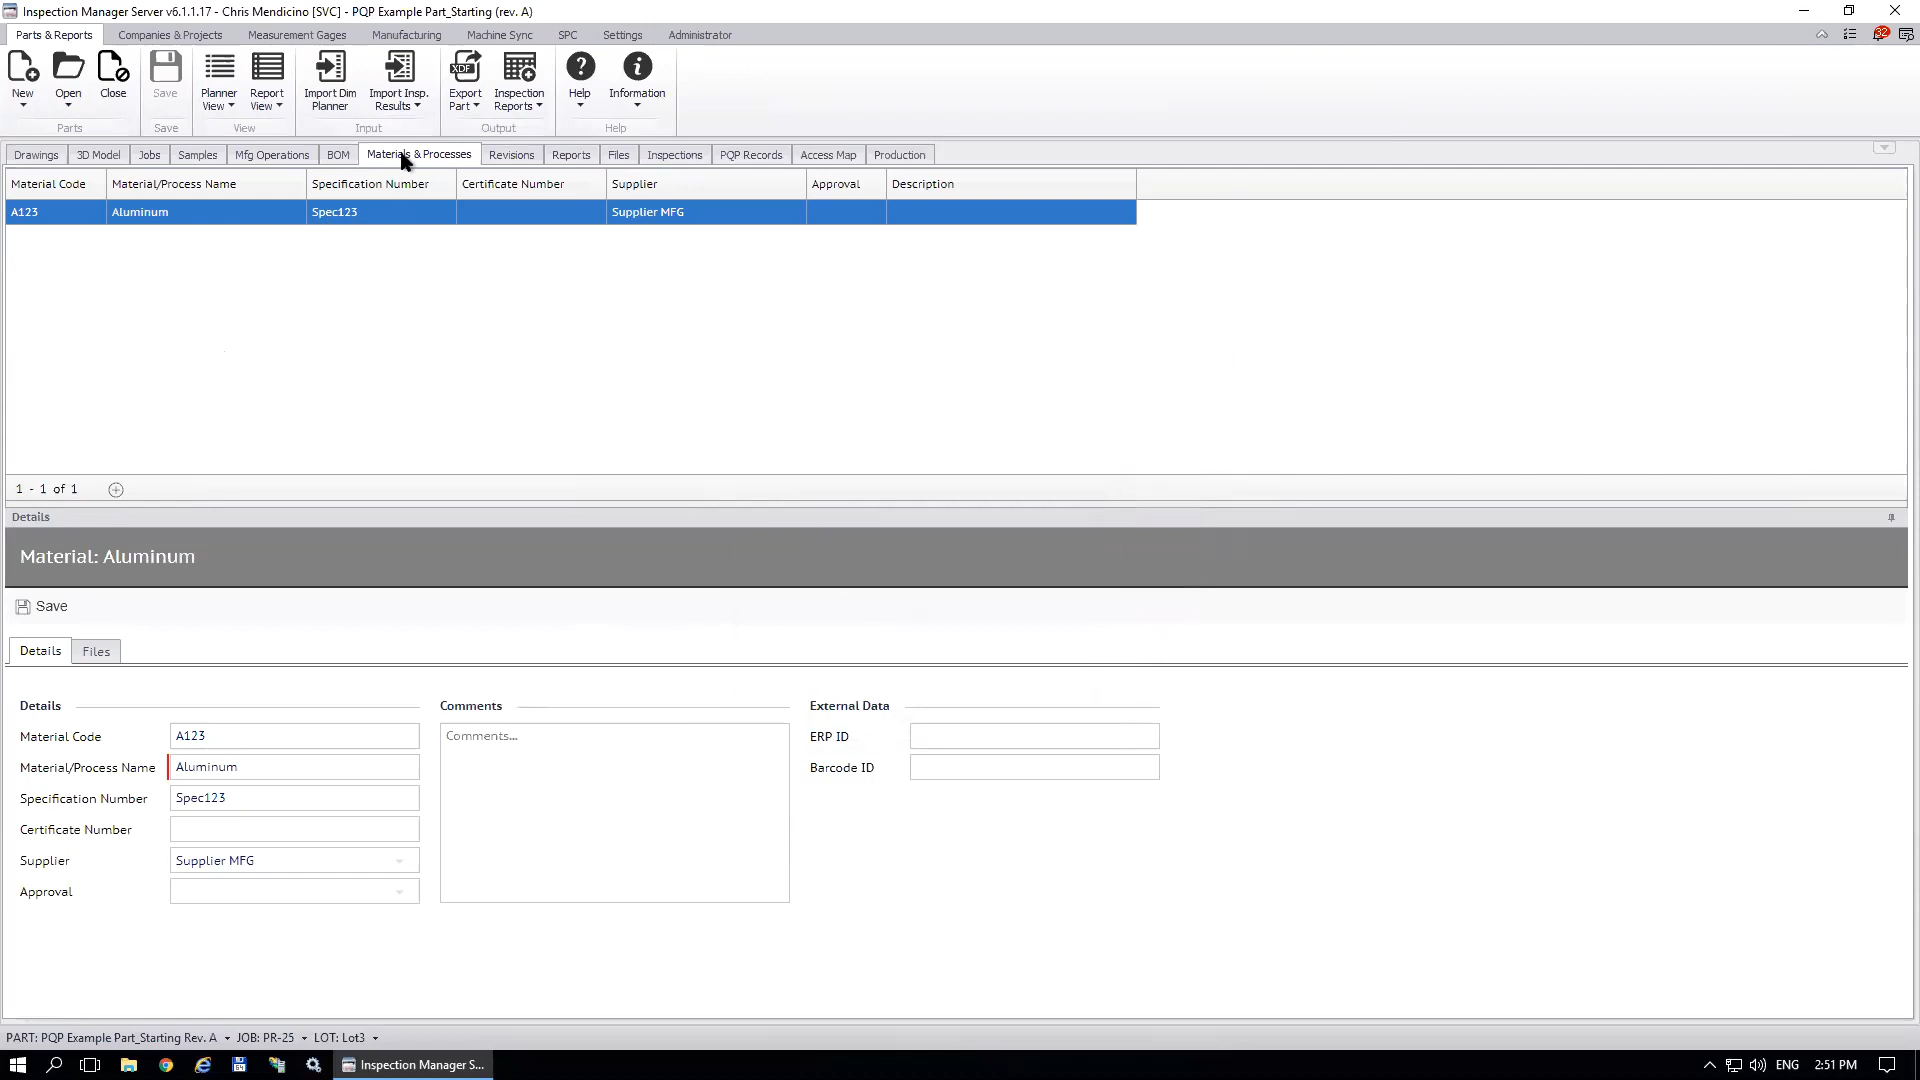 Inspection Manager Server v6.1.1.17 - Chris Mendicino [SVC] - PQP Example Part_Starting (rev. A)
Parts & Reports Companies & Projects Measurement Gages Manufacturing Machine Sync SPC Settings Administrator 32
New Open Close Save Planner View Report View Import Dim Planner Import Insp. Results XDF Export Part Inspection Reports Help Information
Parts Save View Input Output Help
Drawings 3D Model Jobs Samples Mfg Operations BOM Materials & Processes Revisions Reports Files Inspections PQP Records Access Map Production
Material Code Material/Process Name Specification Number Certificate Number Supplier Approval Description
A123 Aluminum Spec123 Supplier MFG
1 - 1 of 1
Details
Material: Aluminum
Save
Details Files
Details Comments External Data
Material Code A123 Comments... ERP ID
Material/Process Name Aluminum Barcode ID
Specification Number Spec123
Certificate Number
Supplier Supplier MFG
Approval
PART: PQP Example Part_Starting Rev. A JOB: PR-25 LOT: Lot3
64 Inspection Manager S... ENG 2:51 PM